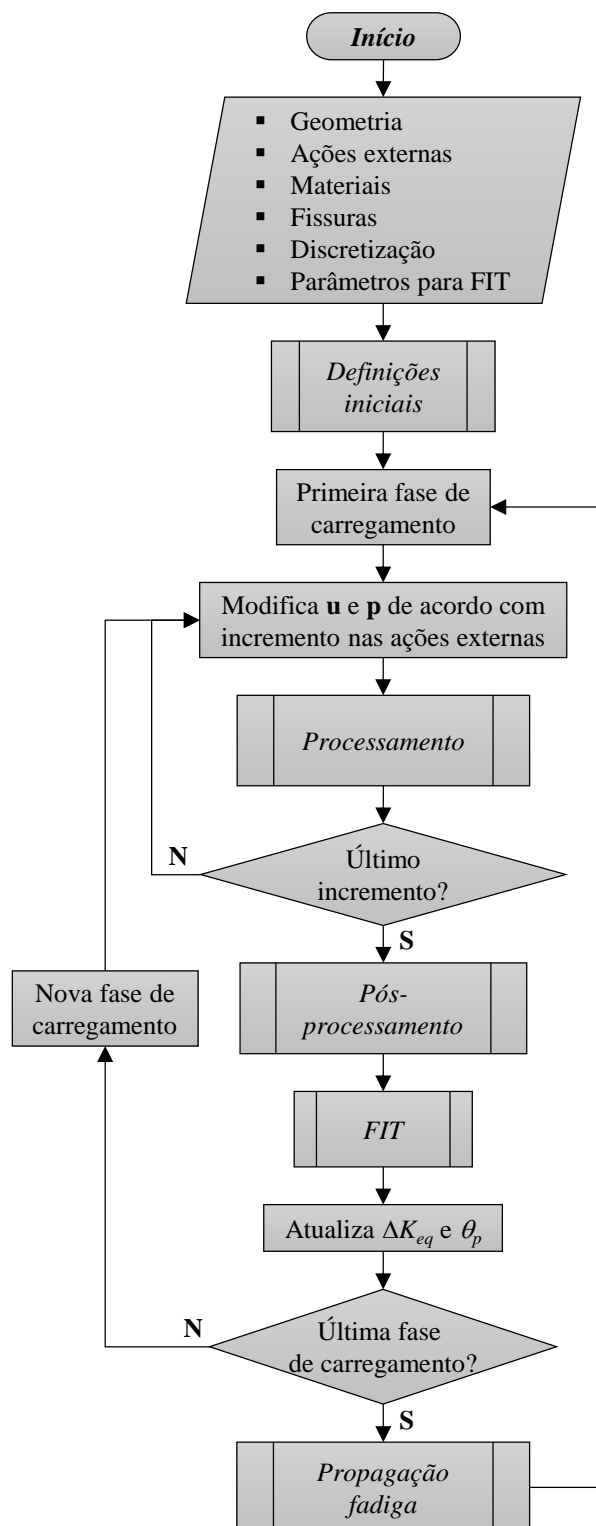 Início
▪ Geometria
▪ Ações externas
▪ Materiais
▪ Fissuras
▪ Discretização
▪ Parâmetros para FIT
Definições
iniciais
Primeira fase de
carregamento
Modifica u e p de acordo com
incremento nas ações externas
Processamento
N
Último
incremento?
S
Nova fase de
carregamento
Pós-
processamento
FIT
Atualiza ΔK_eq e θ_p
N
Última fase
de carregamento?
S
Propagação
fadiga